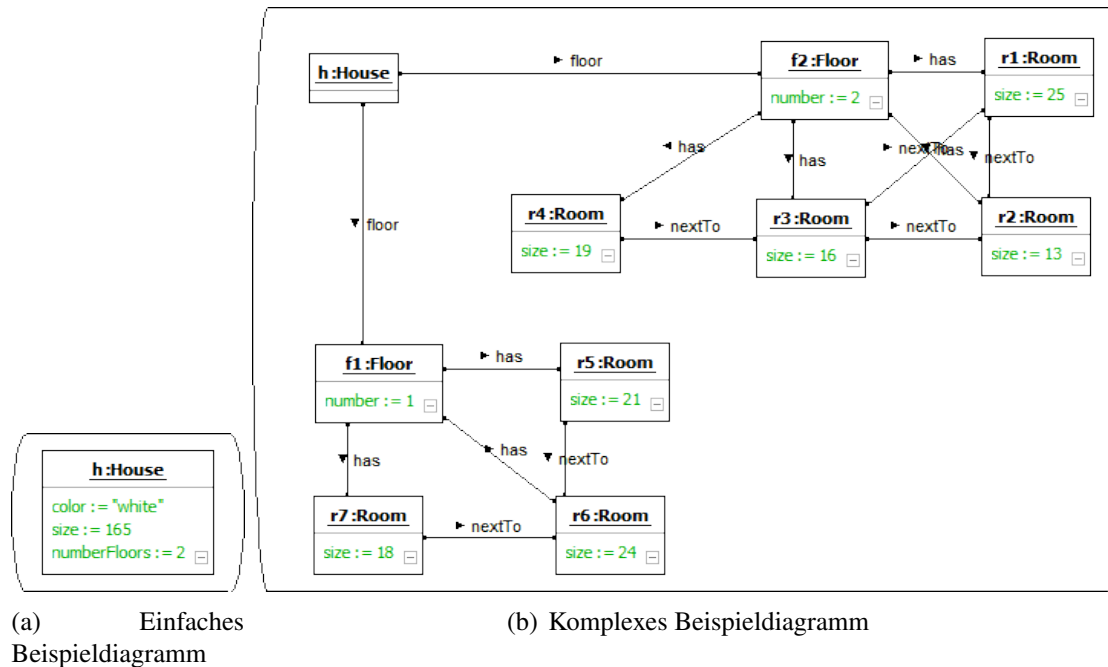 h :House
floor
f2:Floor
number := 2
has
r1:Room
size := 25
has
has
nextTo
has
nextTo
r4:Room
size := 19
nextTo
r3:Room
size := 16
nextTo
r2:Room
size := 13
floor
f1:Floor
number := 1
has
r5:Room
size := 21
has
has
nextTo
r7:Room
size := 18
nextTo
r6:Room
size := 24
h :House
color := "white"
size := 165
numberFloors := 2
(a) Einfaches
Beispieldiagramm
(b) Komplexes Beispieldiagramm